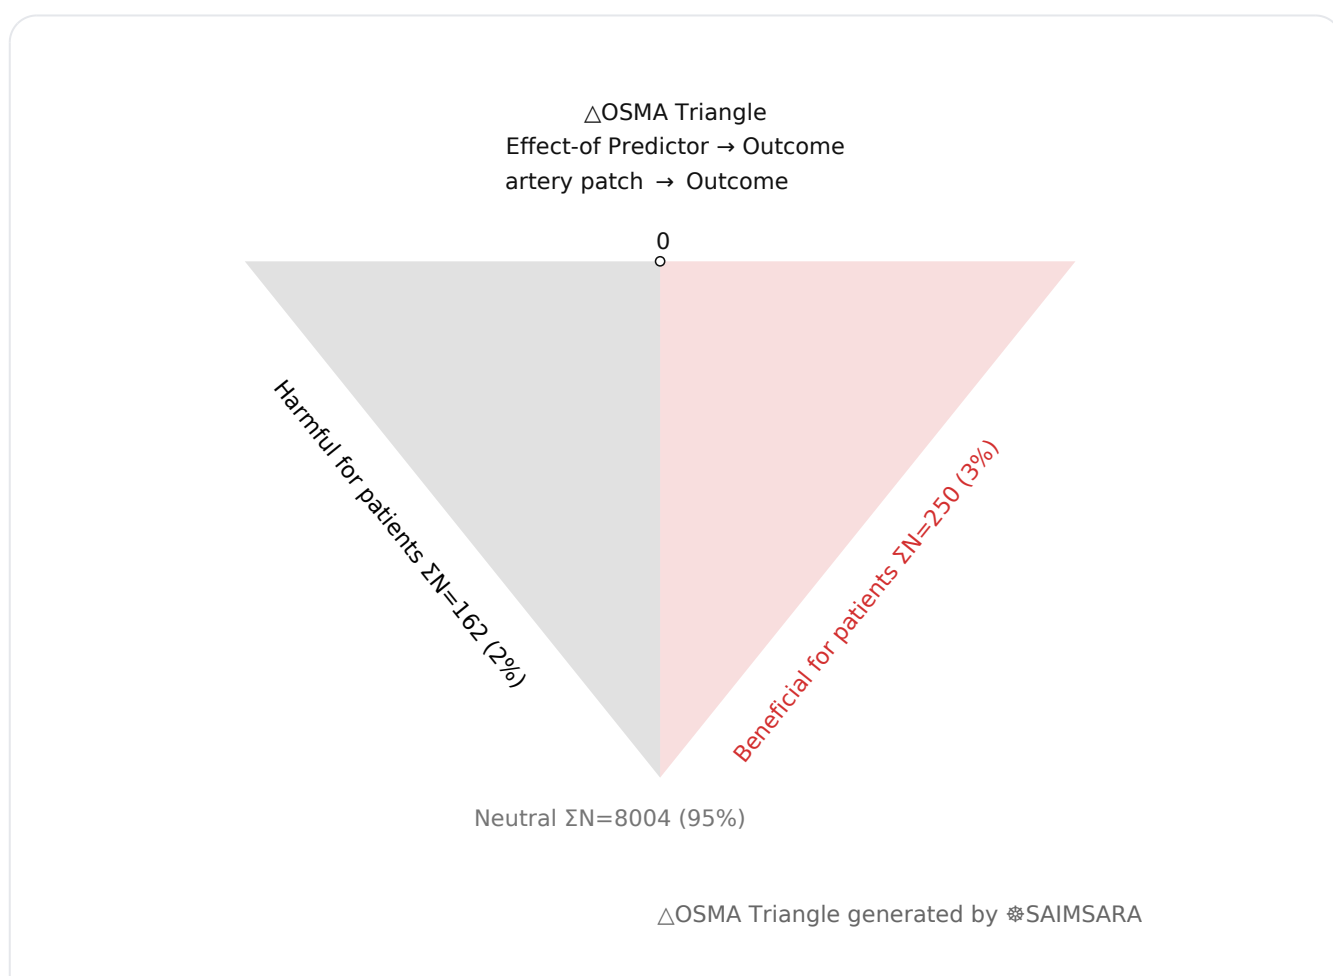 △OSMA Triangle
Effect-of Predictor → Outcome
artery patch → Outcome
0
Harmful for patients ΣN=162 (2%)
Beneficial for patients ΣN=250 (3%)
Neutral ΣN=8004 (95%)
△OSMA Triangle generated by ☸SAIMSARA